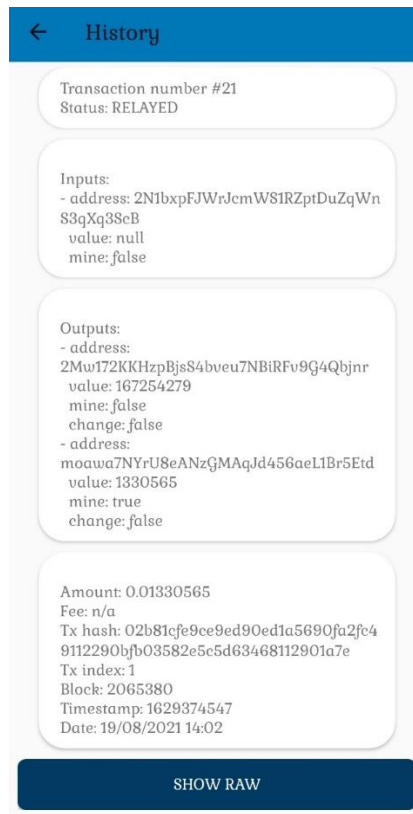 History
Transaction number #21
Status: RELAYED
Inputs:
- address: 2N1bxpFJWrJcmWS1RZptDuZqWn
S3qXq3ScB
value: null
mine: false
Outputs:
- address:
2Mw172KKHzpBjsS4bveu7NBiRFv9G4Qbjnr
value: 167254279
mine: false
change: false
- address:
moawa7NYrU8eANzGMAqJd456aeL1Br5Etd
value: 1330565
mine: true
change: false
Amount: 0.01330565
Fee: n/a
Tx hash: 02b81cfe9ce9ed90ed1a5690fa2fc4
9112290bfb03582e5c5d63468112901a7e
Tx index: 1
Block: 2065380
Timestamp: 1629374547
Date: 19/08/2021 14:02
SHOW RAW